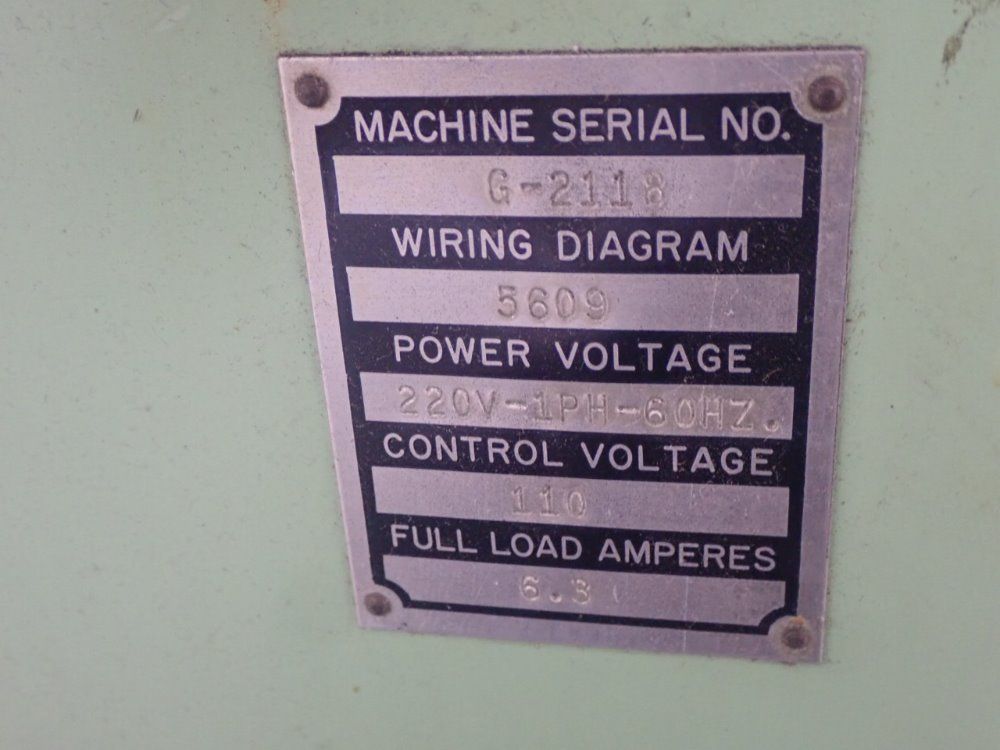 MACHINE SERIAL NO.
G-2118
WIRING DIAGRAM
5609
POWER VOLTAGE
220V-1PH-60HZ.
CONTROL VOLTAGE
110
FULL LOAD AMPERES
6.3